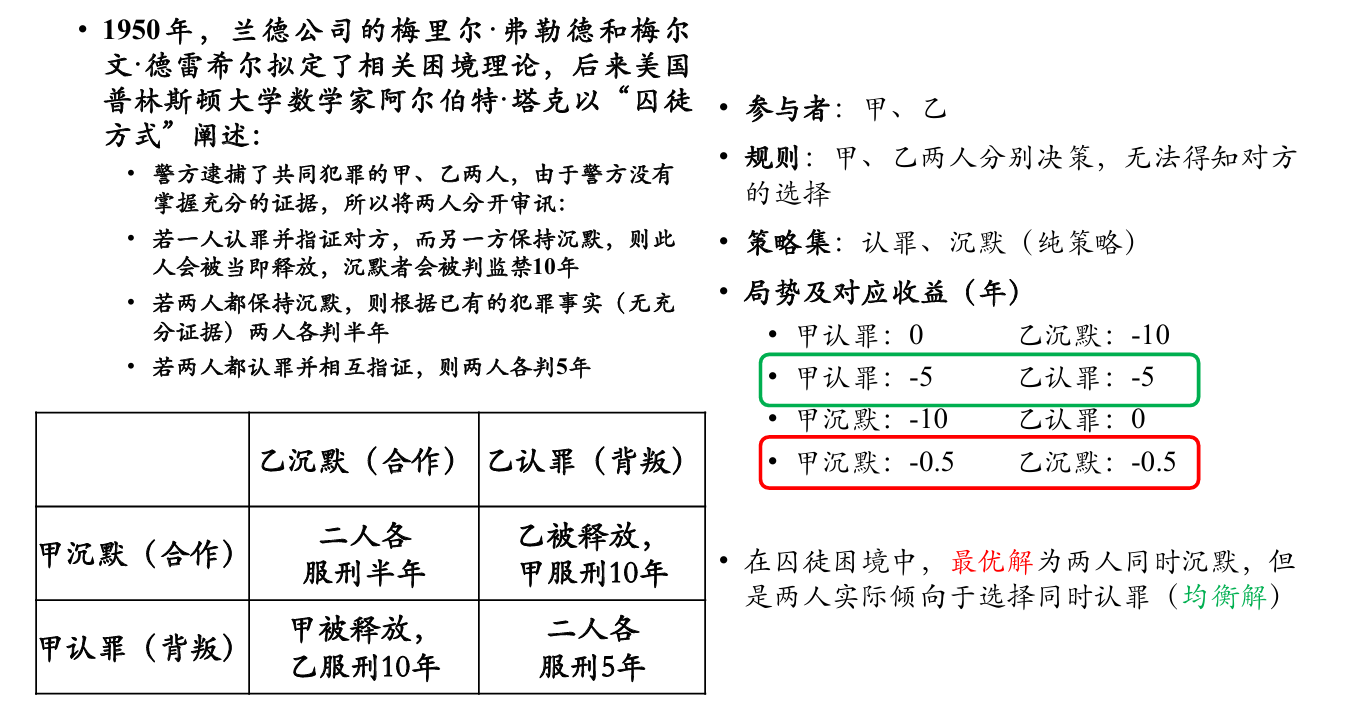 • 1950年，兰德公司的梅里尔·弗勒德和梅尔
文·德雷希尔拟定了相关困境理论，后来美国
普林斯顿大学数学家阿尔伯特·塔克以“囚徒
方式”阐述：
• 警方逮捕了共同犯罪的甲、乙两人，由于警方没有
掌握充分的证据，所以将两人分开审讯：
• 若一人认罪并指证对方，而另一方保持沉默，则此
人会被当即释放，沉默者会被判监禁10年
• 若两人都保持沉默，则根据已有的犯罪事实（无充
分证据）两人各判半年
• 若两人都认罪并相互指证，则两人各判5年
乙沉默（合作） 乙认罪（背叛）
甲沉默（合作） 二人各 乙被释放，
服刑半年 甲服刑10年
甲认罪（背叛） 甲被释放， 二人各
乙服刑10年 服刑5年
• 参与者：甲、乙
• 规则：甲、乙两人分别决策，无法得知对方
的选择
• 策略集：认罪、沉默（纯策略）
• 局势及对应收益（年）
• 甲认罪：0 乙沉默：-10
• 甲认罪：-5 乙认罪：-5
• 甲沉默：-10 乙认罪：0
• 甲沉默：-0.5 乙沉默：-0.5
• 在囚徒困境中，最优解为两人同时沉默，但
是两人实际倾向于选择同时认罪（均衡解）